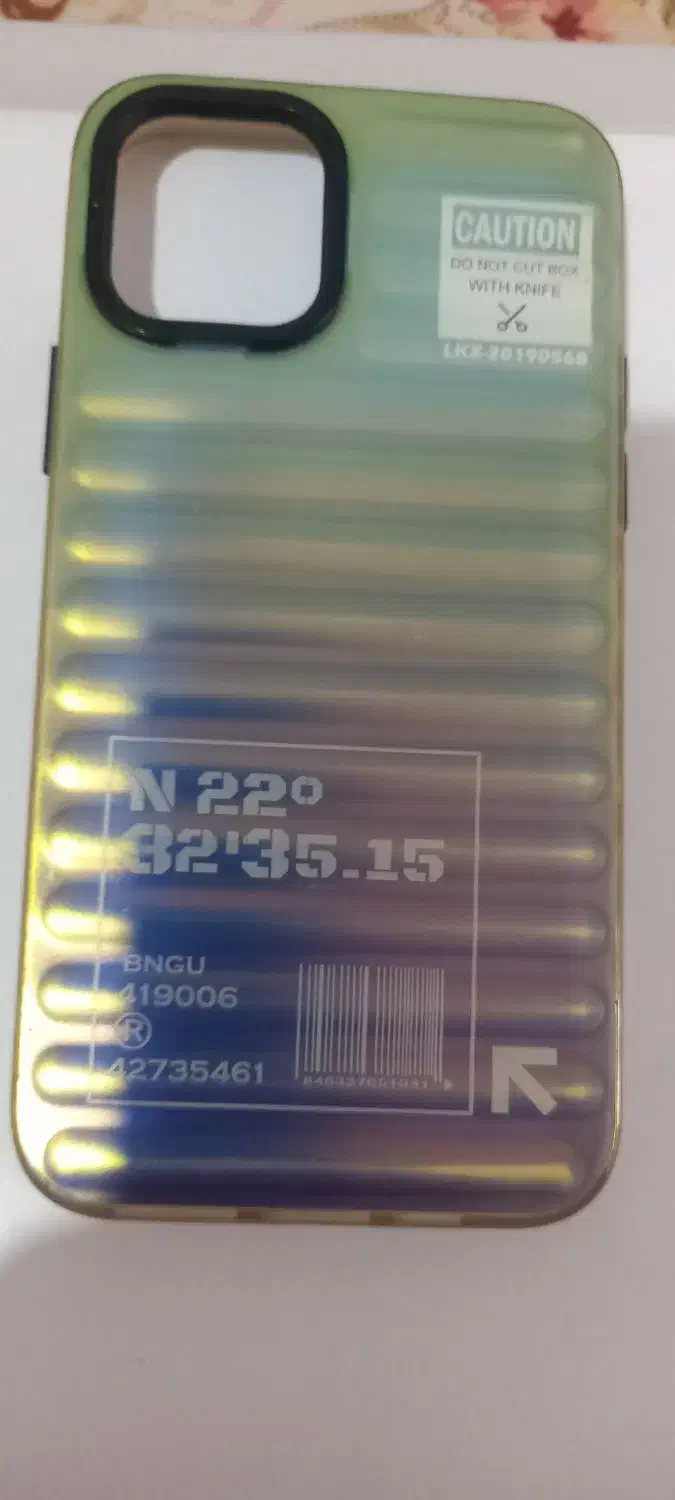 CAUTION
DO NOT CUT BOX
WITH KNIFE
LKX-20190568
N 22°
32'35.15
BNGU
419006
®
42735461